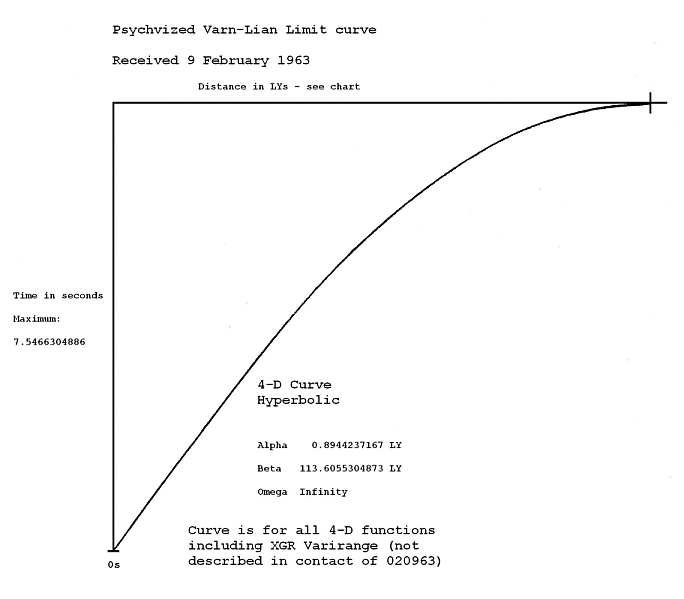 Psychvized Varn-Lian Limit curve
Received 9 February 1963
Distance in LYs - see chart
Time in seconds
Maximum:
7.5466304886
4-D Curve
Hyperbolic
Alpha 0.8944237167 LY
Beta 113.6055304873 LY
Omega Infinity
Curve is for all 4-D functions
including XGR Varirange (not
described in contact of 020963)
0s